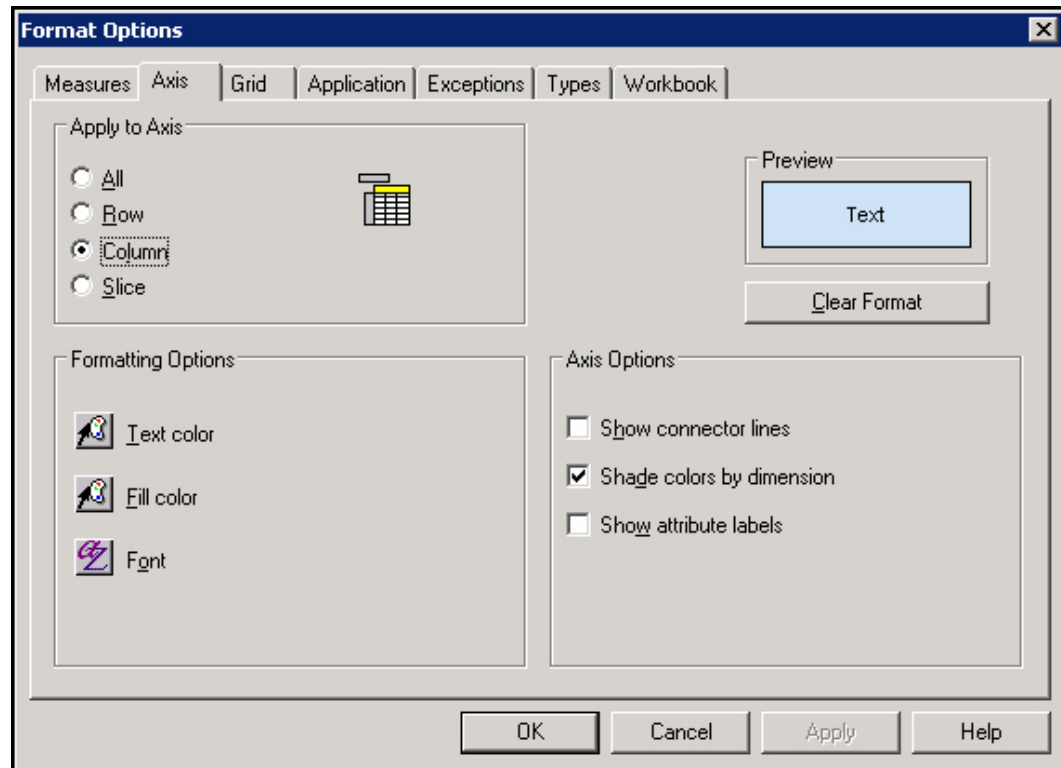 Format Options
Measures Axis Grid Application Exceptions Types Workbook
Apply to Axis
All
Row
Column
Slice
Preview
Text
Clear Format
Formatting Options
Text color
Fill color
Font
Axis Options
Show connector lines
Shade colors by dimension
Show attribute labels
OK Cancel Apply Help